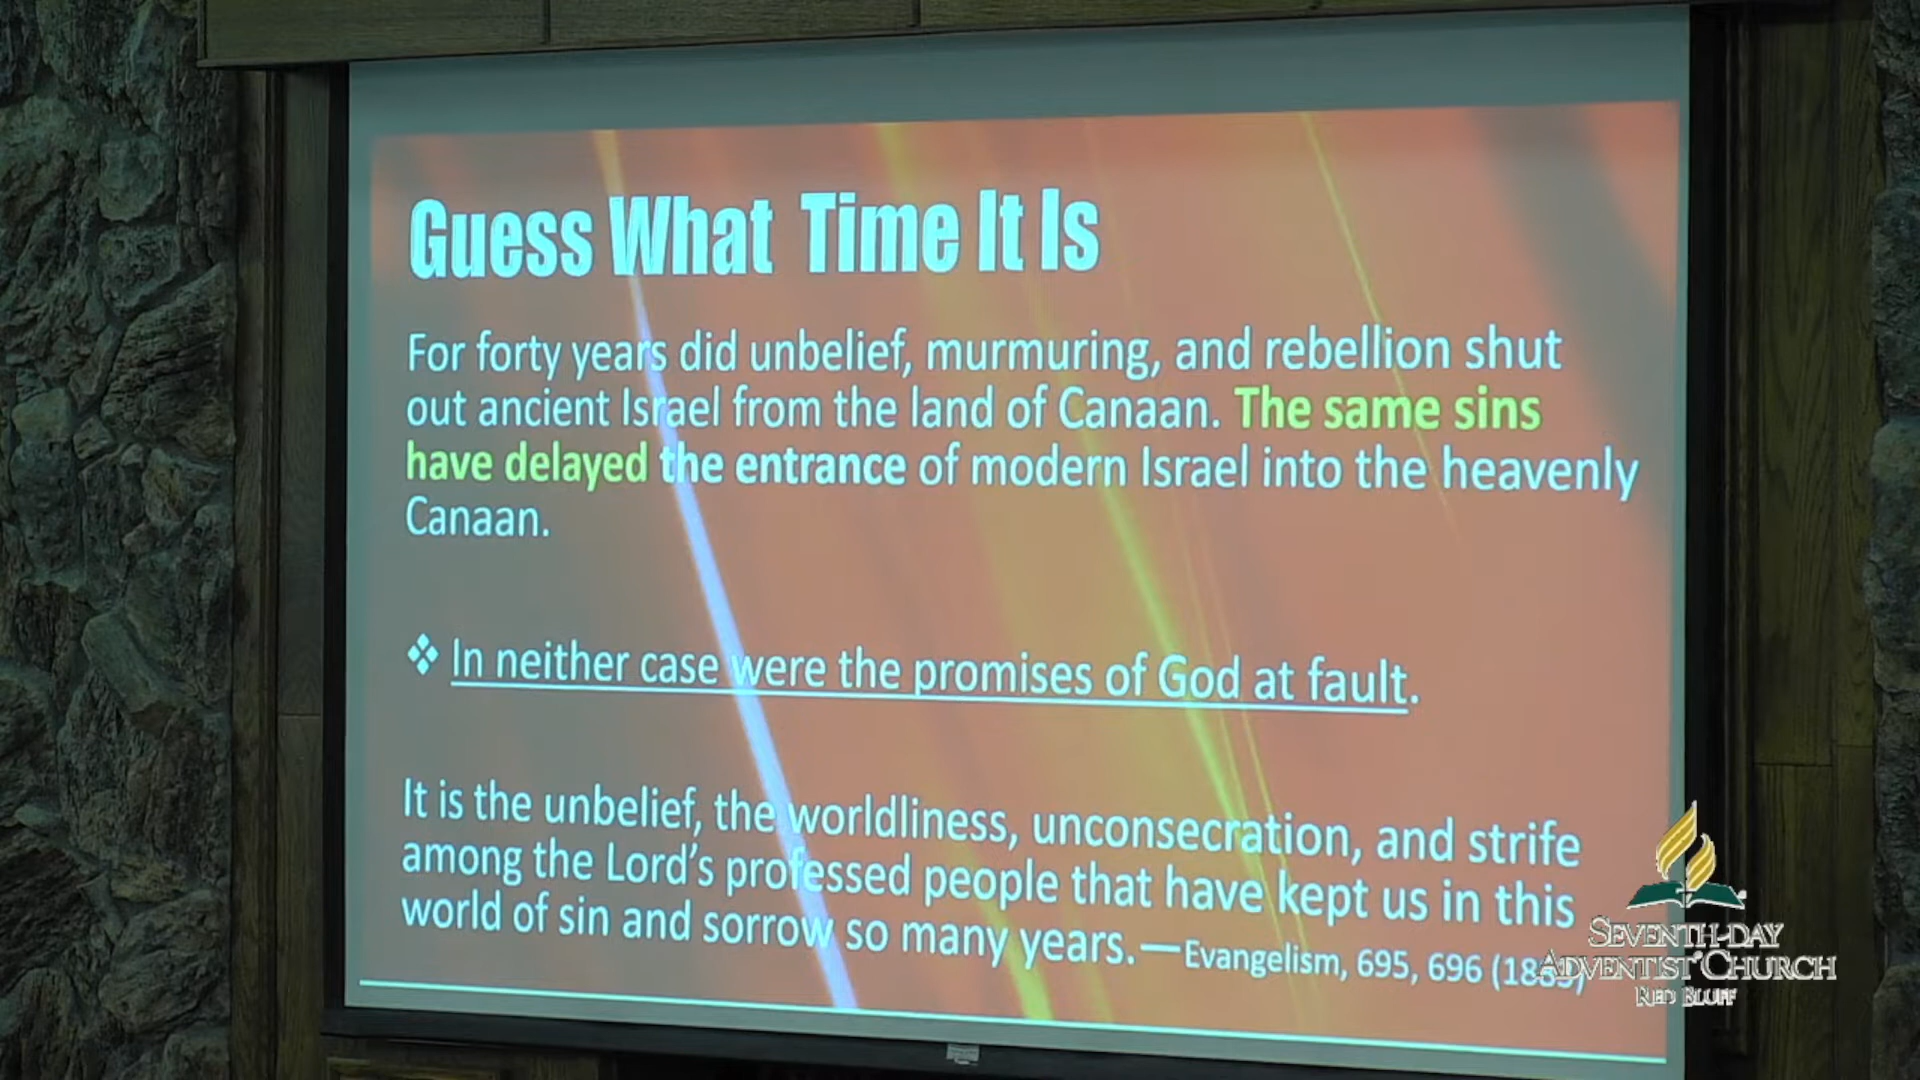 Guess What Time It Is
For forty years did unbelief, murmuring, and rebellion shut
out ancient Israel from the land of Canaan. The same sins
have delayed the entrance of modern Israel into the heavenly
Canaan.
❖ In neither case were the promises of God at fault.
It is the unbelief, the worldliness, unconsecration, and strife
among the Lord's professed people that have kept us in this
world of sin and sorrow so many years.—Evangelism, 695, 696
SEVENTH-DAY
ADVENTIST CHURCH
RED BLUFF